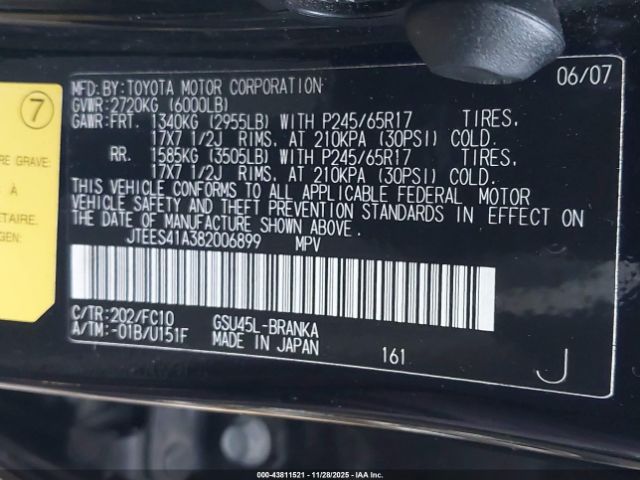 MFD.BY:TOYOTA MOTOR CORPORATION 06/07
GVWR:2720KG (6000LB)
GAWR:FRT. 1340KG (2955LB) WITH P245/65R17 TIRES.
17X7 1/2J RIMS. AT 210KPA (30PSI) COLD.
RR. 1585KG (3505LB) WITH P245/65R17 TIRES.
17X7 1/2J RIMS. AT 210KPA (30PSI) COLD.
THIS VEHICLE CONFORMS TO ALL APPLICABLE FEDERAL MOTOR
VEHICLE SAFETY AND THEFT PREVENTION STANDARDS IN EFFECT ON
THE DATE OF MANUFACTURE SHOWN ABOVE.
JTEES41A382006899 MPV
C/TR:202/FC10 GSU45L-BRANKA
A/TM:-01B/U151F MADE IN JAPAN 161 J
7
RE GRAVE:
S À
ÉTAIRE.
GEN:
000-43811521 - 11/28/2025 - IAAI.COM